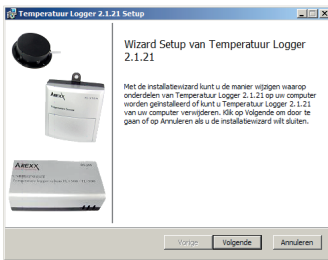 Temperatuur Logger 2.1.21 Setup
Wizard Setup van Temperatuur Logger
2.1.21
Met de installatiewizard kunt u de manier wijzigen waarop
onderdelen van Temperatuur Logger 2.1.21 op uw computer
worden geïnstalleerd of kunt u Temperatuur Logger 2.1.21
van uw computer verwijderen. Klik op Volgende om door te
gaan of op Annuleren als u de installatiewizard wilt sluiten.
AREXX
AREXX
Vorige
Volgende
Annuleren